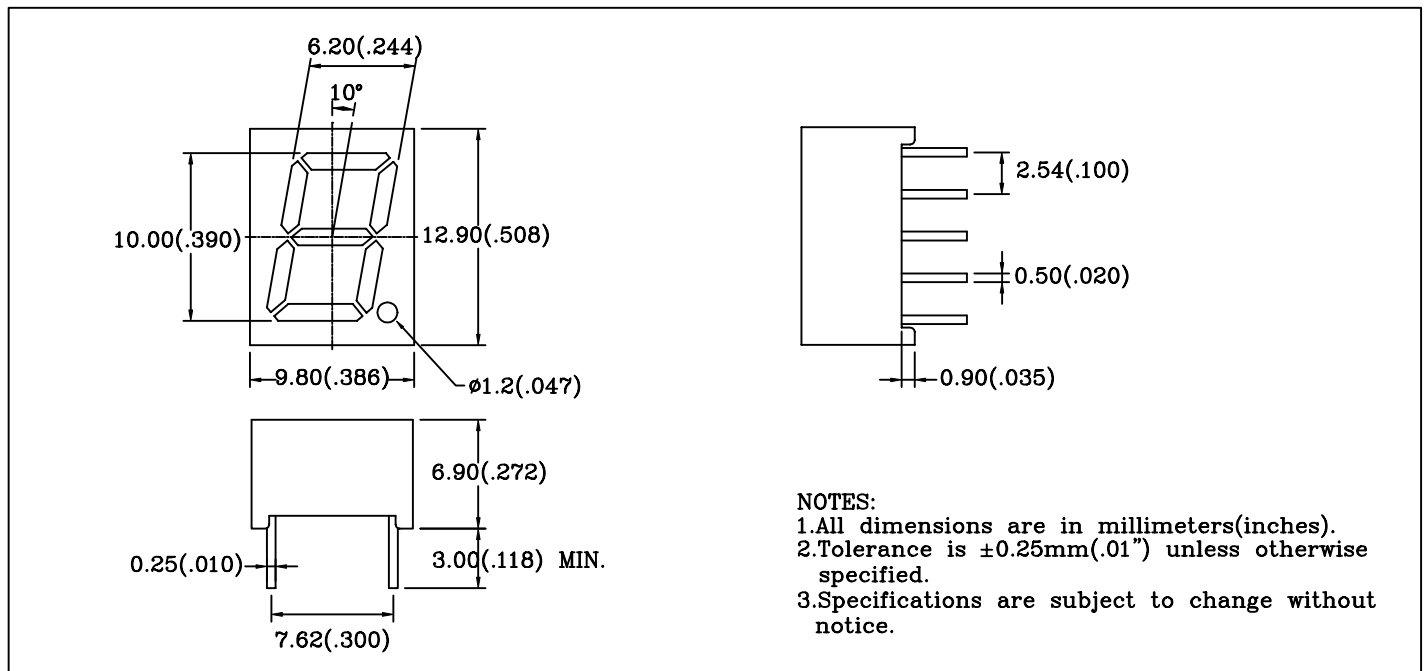 6.20(.244)
10°
10.00(.390)
12.90(.508)
9.80(.386)
ø1.2(.047)
2.54(.100)
0.50(.020)
0.90(.035)
6.90(.272)
0.25(.010)
3.00(.118) MIN.
7.62(.300)
NOTES:
1.All dimensions are in millimeters(inches).
2.Tolerance is ±0.25mm(.01") unless otherwise
specified.
3.Specifications are subject to change without
notice.